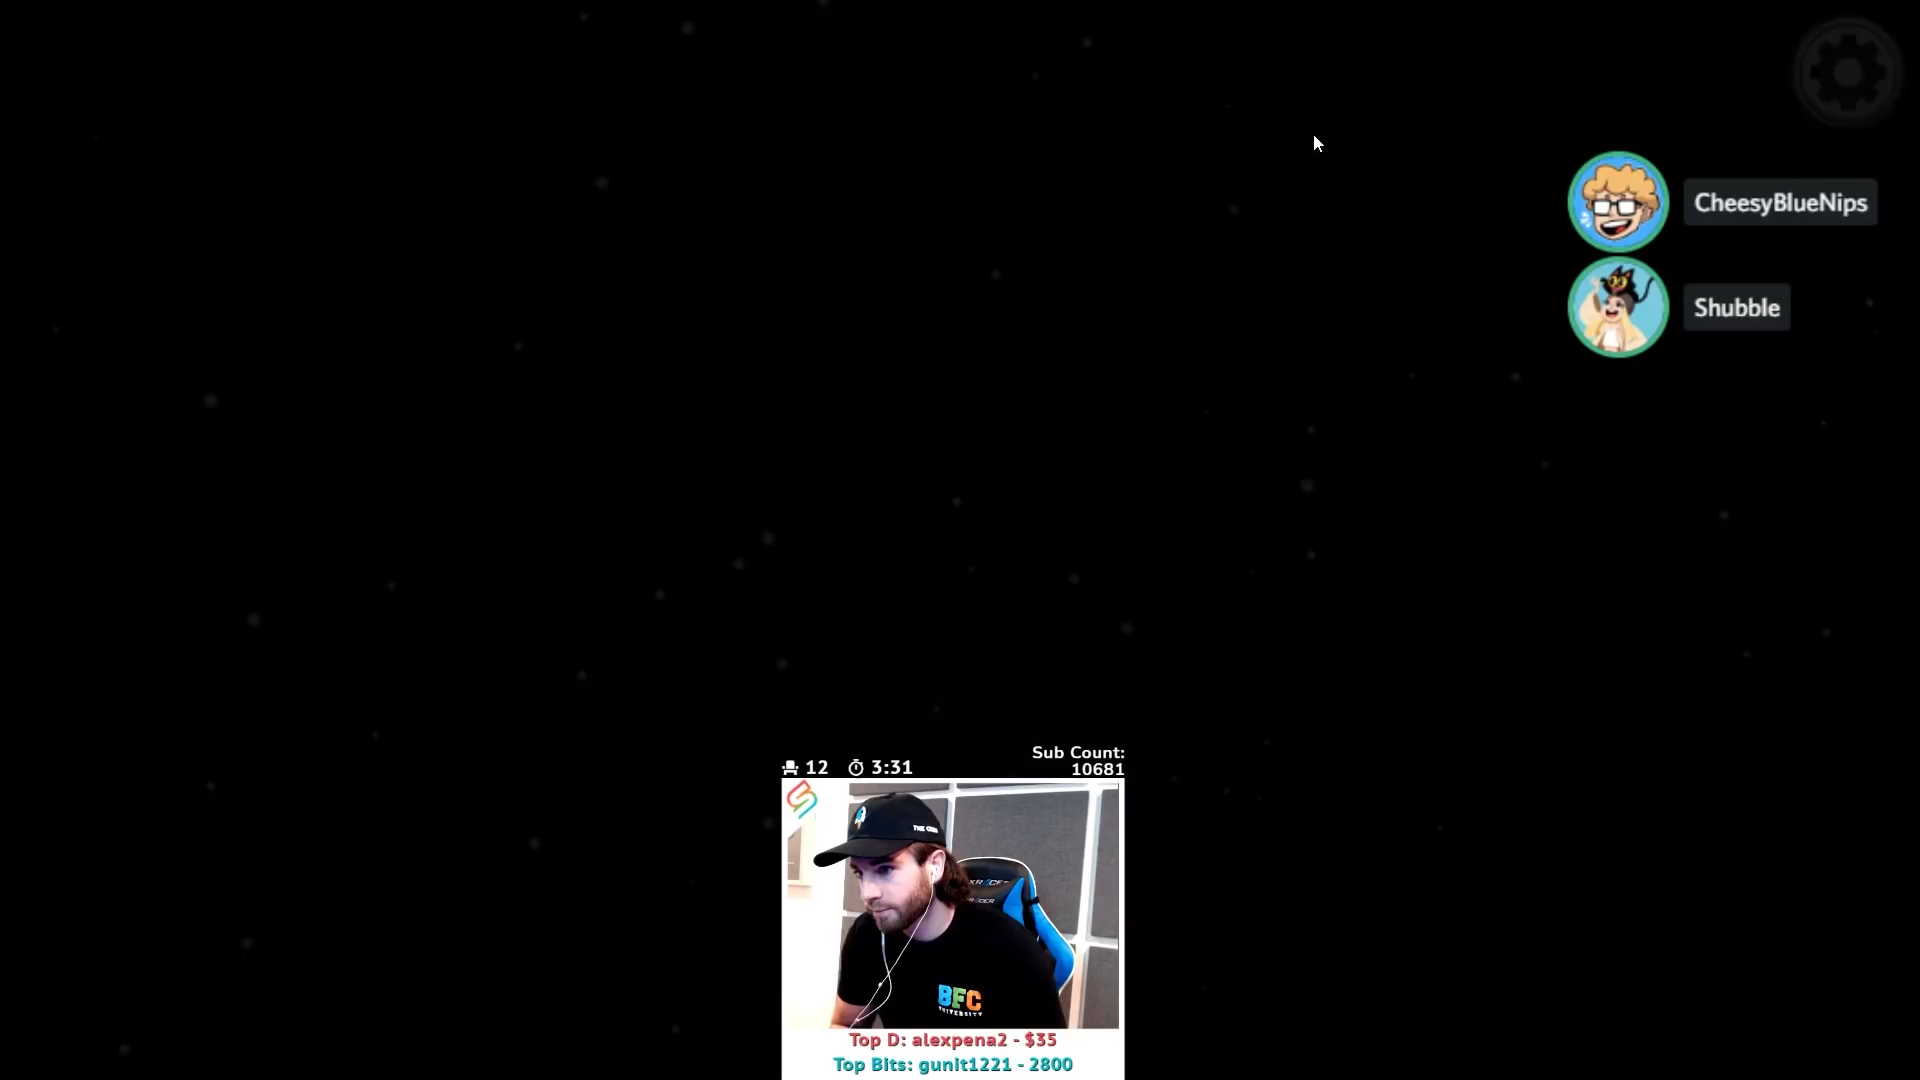 CheesyBlueNips
Shubble
12 3:31
Sub Count:
10681
THE CREW
BFC
UNIVERSITY
Top D: alexpena2 - $35
Top Bits: gunit1221 - 2800